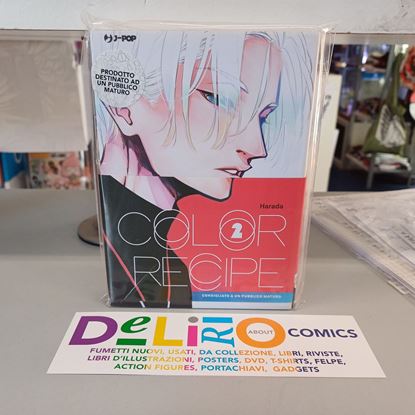 J-POP
PRODOTTO
DESTINATO AD
UN PUBBLICO
MATURO
Harada
COLOR
2
RECIPE
CONSIGLIATO A UN PUBBLICO MATURO
DELIRIO ABOUT COMICS
FUMETTI NUOVI, USATI, DA COLLEZIONE, LIBRI, RIVISTE,
LIBRI D'ILLUSTRAZIONI, POSTERS, DVD, T-SHIRTS, FELPE,
ACTION FIGURES, PORTACHIAVI, GADGETS